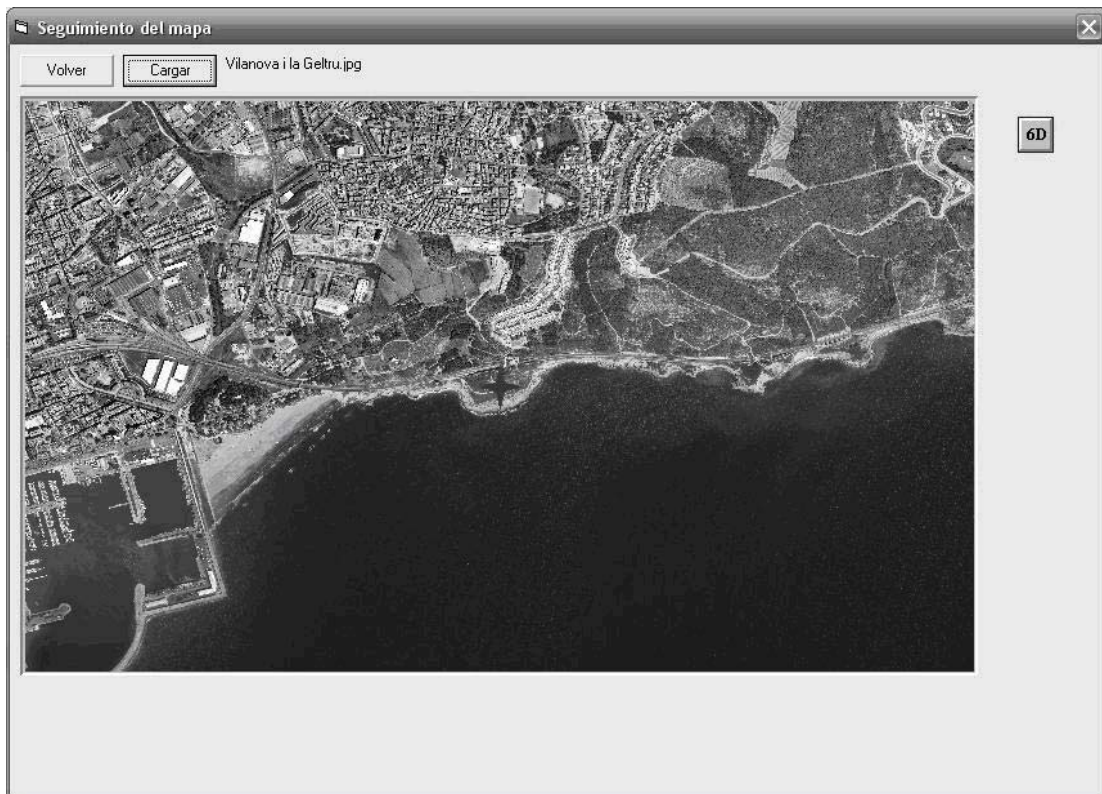 Seguimiento del mapa
Volver
Cargar
Vilanova i la Geltru.jpg
6D